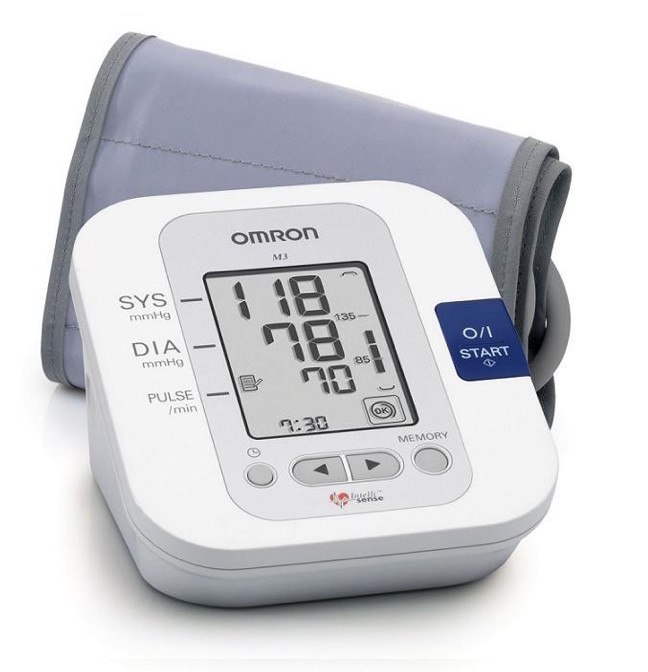 OMRON
M3
SYS
mmHg
118
135
DIA
mmHg
78
85
PULSE
/min
70
7:30
OK
O/I
START
MEMORY
Intelli™
sense